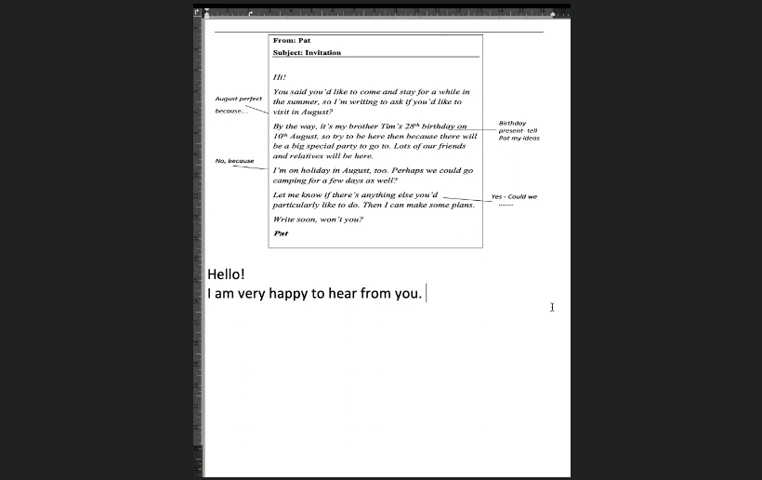 From: Pat
Subject: Invitation
Hi!
You said you'd like to come and stay for a while in
the summer, so I'm writing to ask if you'd like to
visit in August?
August perfect
because...
By the way, it's my brother Tim's 28th birthday on
10th August, so try to be here then because there will
be a big special party to go to. Lots of our friends
and relatives will be here.
Birthday
present- tell
Pat my ideas
No, because
I'm on holiday in August, too. Perhaps we could go
camping for a few days as well?
Let me know if there's anything else you'd
particularly like to do. Then I can make some plans.
Yes - Could we
.......
Write soon, won't you?
Pat
Hello!
I am very happy to hear from you.